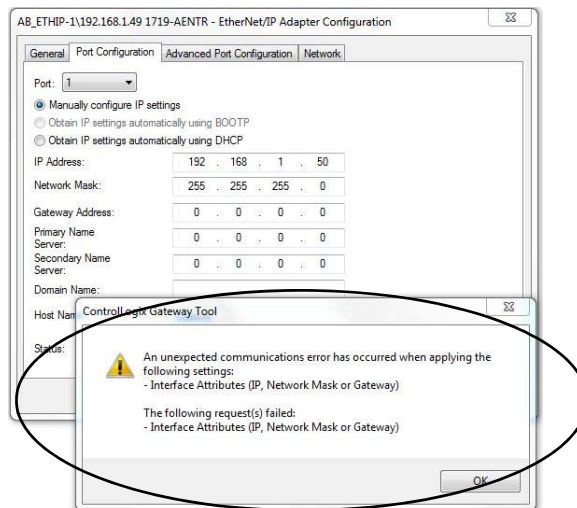 AB_ETHIP-1\192.168.1.49 1719-AENTR - EtherNet/IP Adapter Configuration
General Port Configuration Advanced Port Configuration Network
Port: 1
Manually configure IP settings
Obtain IP settings automatically using BOOTP
Obtain IP settings automatically using DHCP
IP Address: 192 . 168 . 1 . 50
Network Mask: 255 . 255 . 255 . 0
Gateway Address: 0 . 0 . 0 . 0
Primary Name
Server: 0 . 0 . 0 . 0
Secondary Name
Server: 0 . 0 . 0 . 0
Domain Name:
Host Nam
Status:
ControlLogix Gateway Tool
An unexpected communications error has occurred when applying the
following settings:
- Interface Attributes (IP, Network Mask or Gateway)
The following request(s) failed:
- Interface Attributes (IP, Network Mask or Gateway)
OK